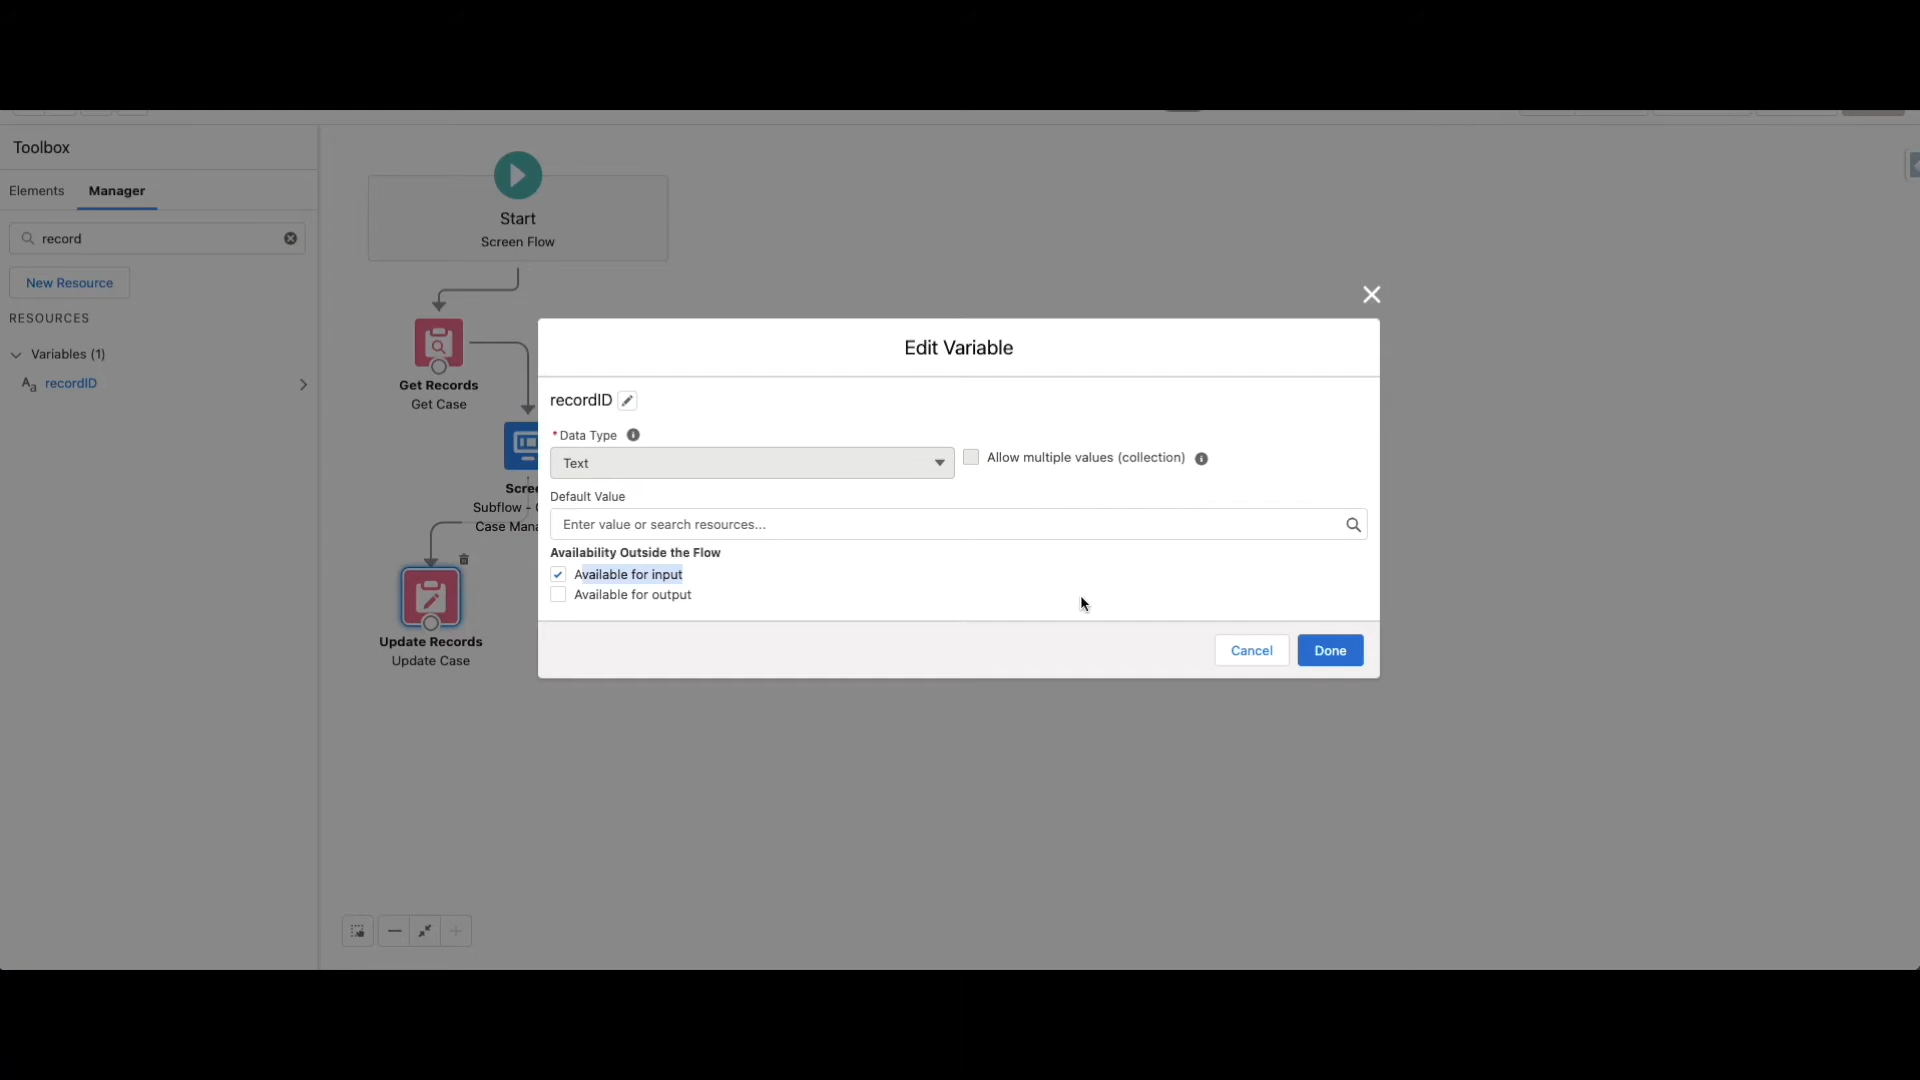 Toolbox
Elements
Manager
record
New Resource
RESOURCES
Variables (1)
Aa recordID
Start
Screen Flow
Get Records
Get Case
Scree
Subflow -
Case Mana
Update Records
Update Case
Edit Variable
recordID
* Data Type
Text
Allow multiple values (collection)
Default Value
Enter value or search resources...
Availability Outside the Flow
Available for input
Available for output
Cancel
Done